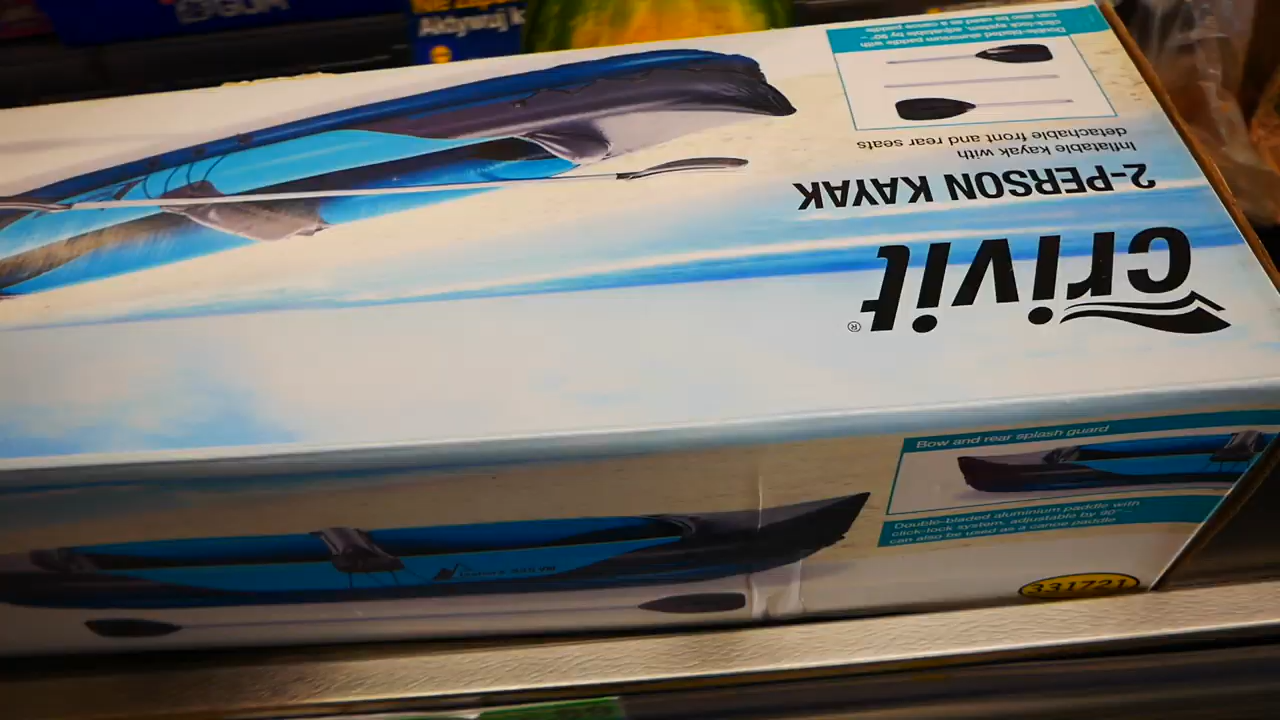 Aktywuj k
crivit®
2-PERSON KAYAK
Inflatable kayak with
detachable front and rear seats
Double-bladed aluminium paddle with
click-lock system, adjustable by 90° –
can also be used as a canoe paddle
Bow and rear splash guard
Double-bladed aluminium paddle with
click-lock system, adjustable by 90° –
can also be used as a canoe paddle
331721